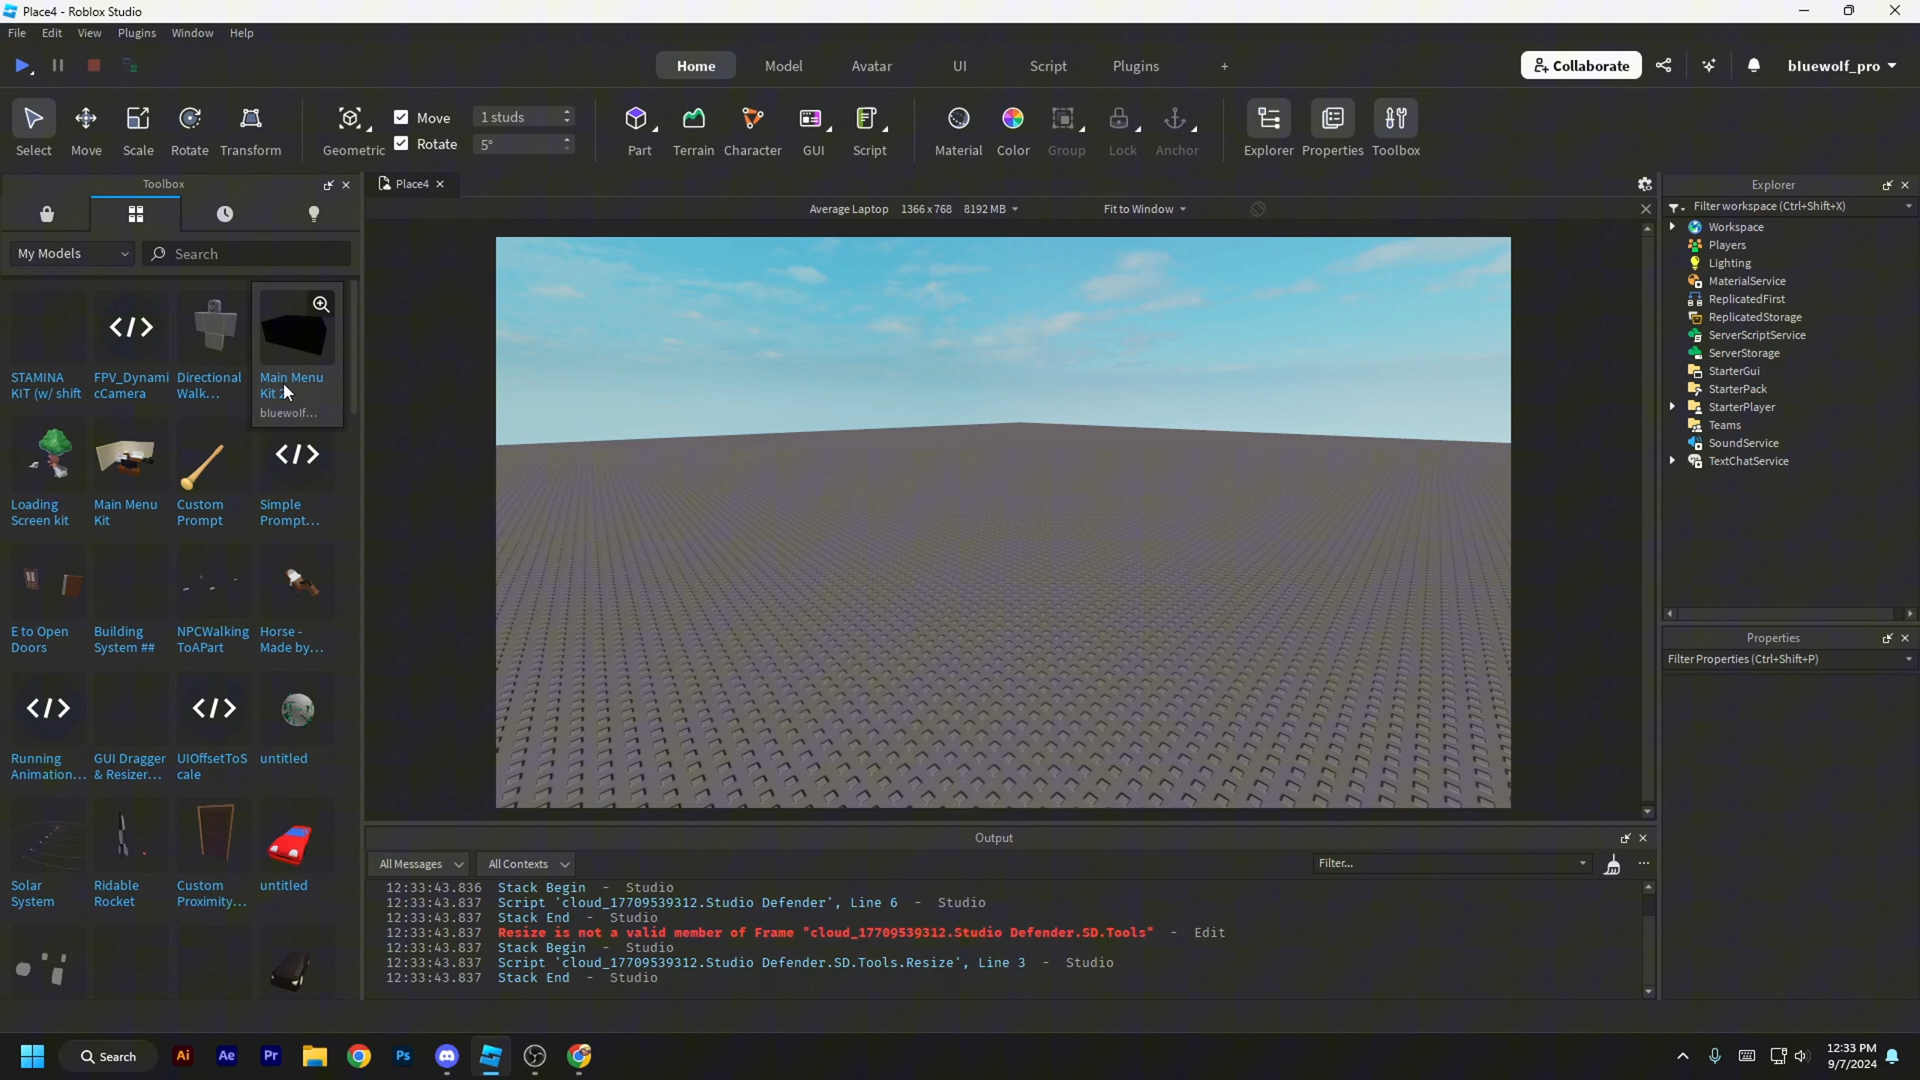 Place4 - Roblox Studio
File Edit View Plugins Window Help
Home Model Avatar UI Script Plugins +
Collaborate bluewolf_pro
Select Move Scale Rotate Transform
Geometric
Move 1 studs
Rotate 5°
Part Terrain Character GUI Script
Material Color Group Lock Anchor
Explorer Properties Toolbox
Toolbox
My Models Search
STAMINA
KIT (w/ shift
FPV_Dynami
cCamera
Directional
Walk...
Main Menu
Kit 2
bluewolf...
Loading
Screen kit
Main Menu
Kit
Custom
Prompt
Simple
Prompt...
E to Open
Doors
Building
System ##
NPCWalking
ToAPart
Horse -
Made by...
Running
Animation...
GUI Dragger
& Resizer...
UIOffsetToS
cale
untitled
Solar
System
Ridable
Rocket
Custom
Proximity...
untitled
Place4
Average Laptop 1366 x 768 8192 MB Fit to Window
Output
All Messages All Contexts Filter...
12:33:43.836 Stack Begin - Studio
12:33:43.837 Script 'cloud_17709539312.Studio Defender', Line 6 - Studio
12:33:43.837 Stack End - Studio
12:33:43.837 Resize is not a valid member of Frame "cloud_17709539312.Studio Defender.SD.Tools" - Edit
12:33:43.837 Stack Begin - Studio
12:33:43.837 Script 'cloud_17709539312.Studio Defender.SD.Tools.Resize', Line 3 - Studio
12:33:43.837 Stack End - Studio
Explorer
Filter workspace (Ctrl+Shift+X)
Workspace
Players
Lighting
MaterialService
ReplicatedFirst
ReplicatedStorage
ServerScriptService
ServerStorage
StarterGui
StarterPack
StarterPlayer
Teams
SoundService
TextChatService
Properties
Filter Properties (Ctrl+Shift+P)
Search
Ai Ae Pr Ps
12:33 PM
9/7/2024